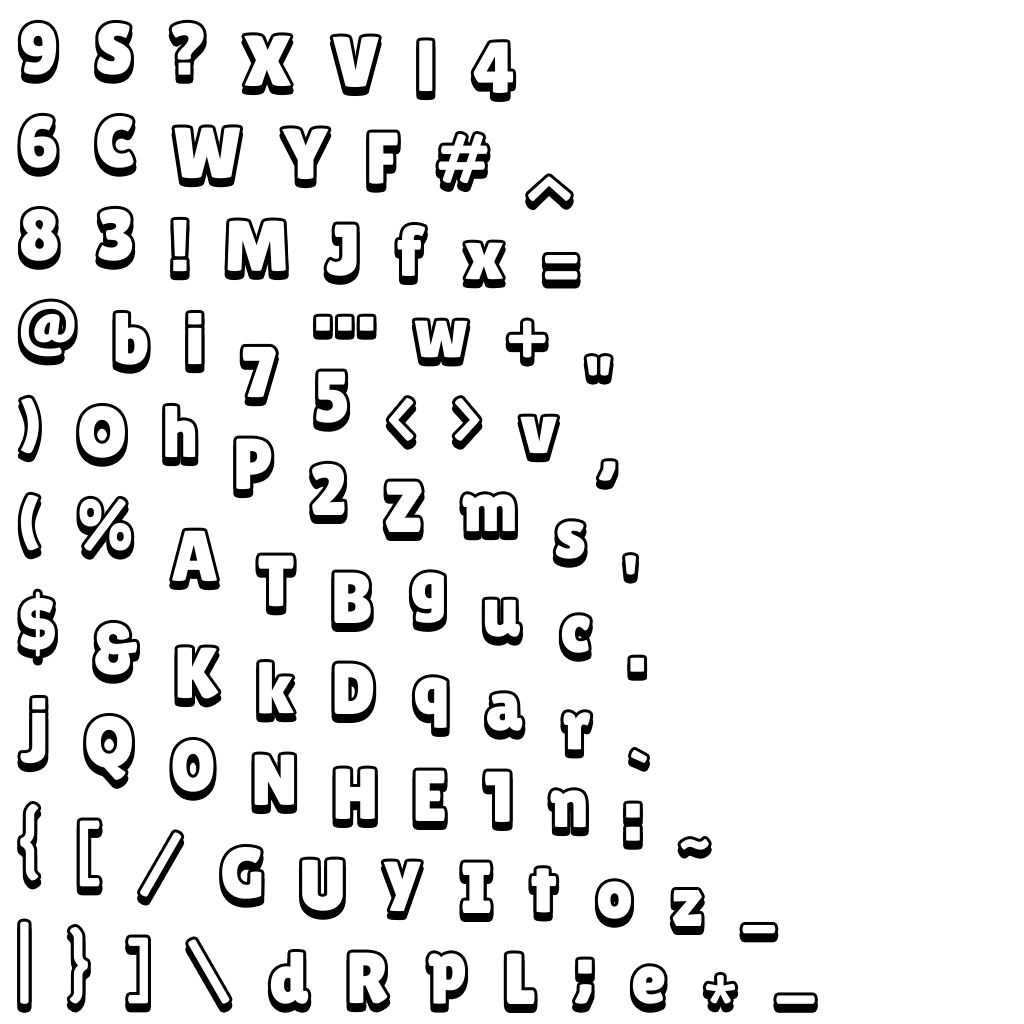 9 S ? X V l 4
6 C W Y F # ^
8 3 ! M J f x =
@ b i 7 … w + "
) O h P 5 < > v ,
( % A 2 Z m s '
$ & T B g u c .
j Q K k D q a r `
{ [ O N H E 1 n : ~
/ G U y I t o z –
| } ] \ d R p L ; e * —